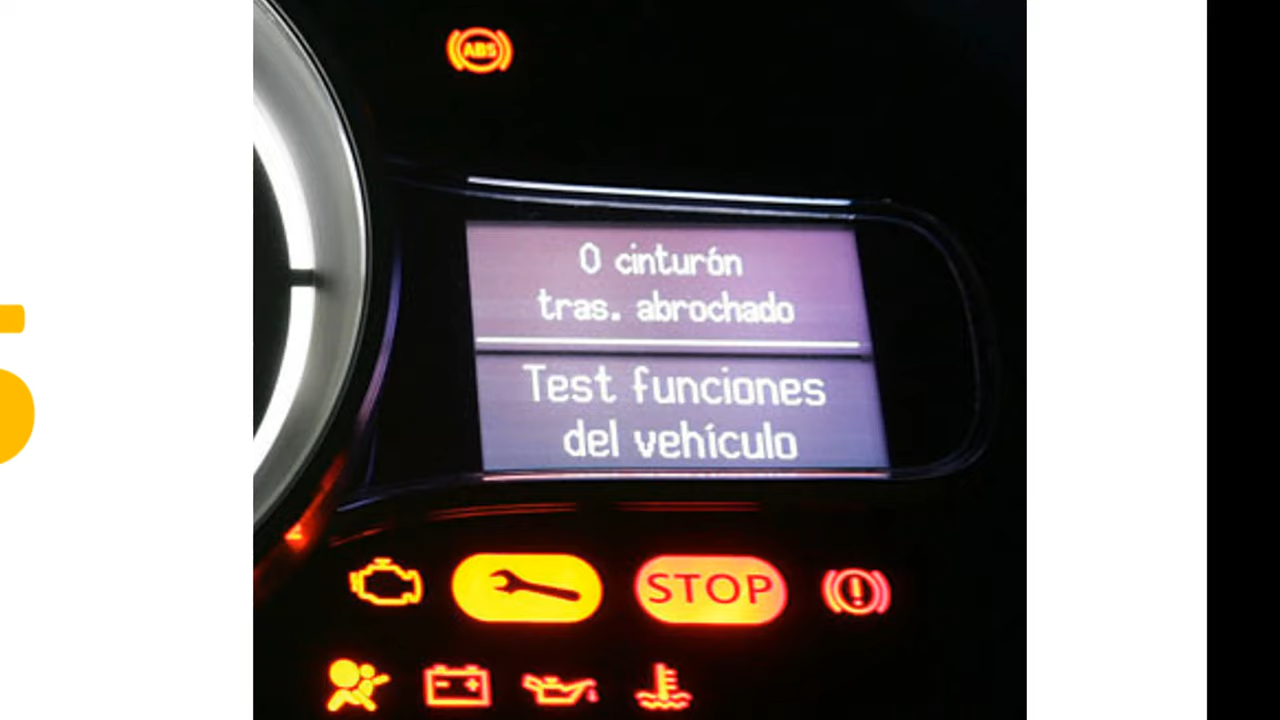 ABS
0 cinturón
tras. abrochado
Test funciones
del vehículo
STOP